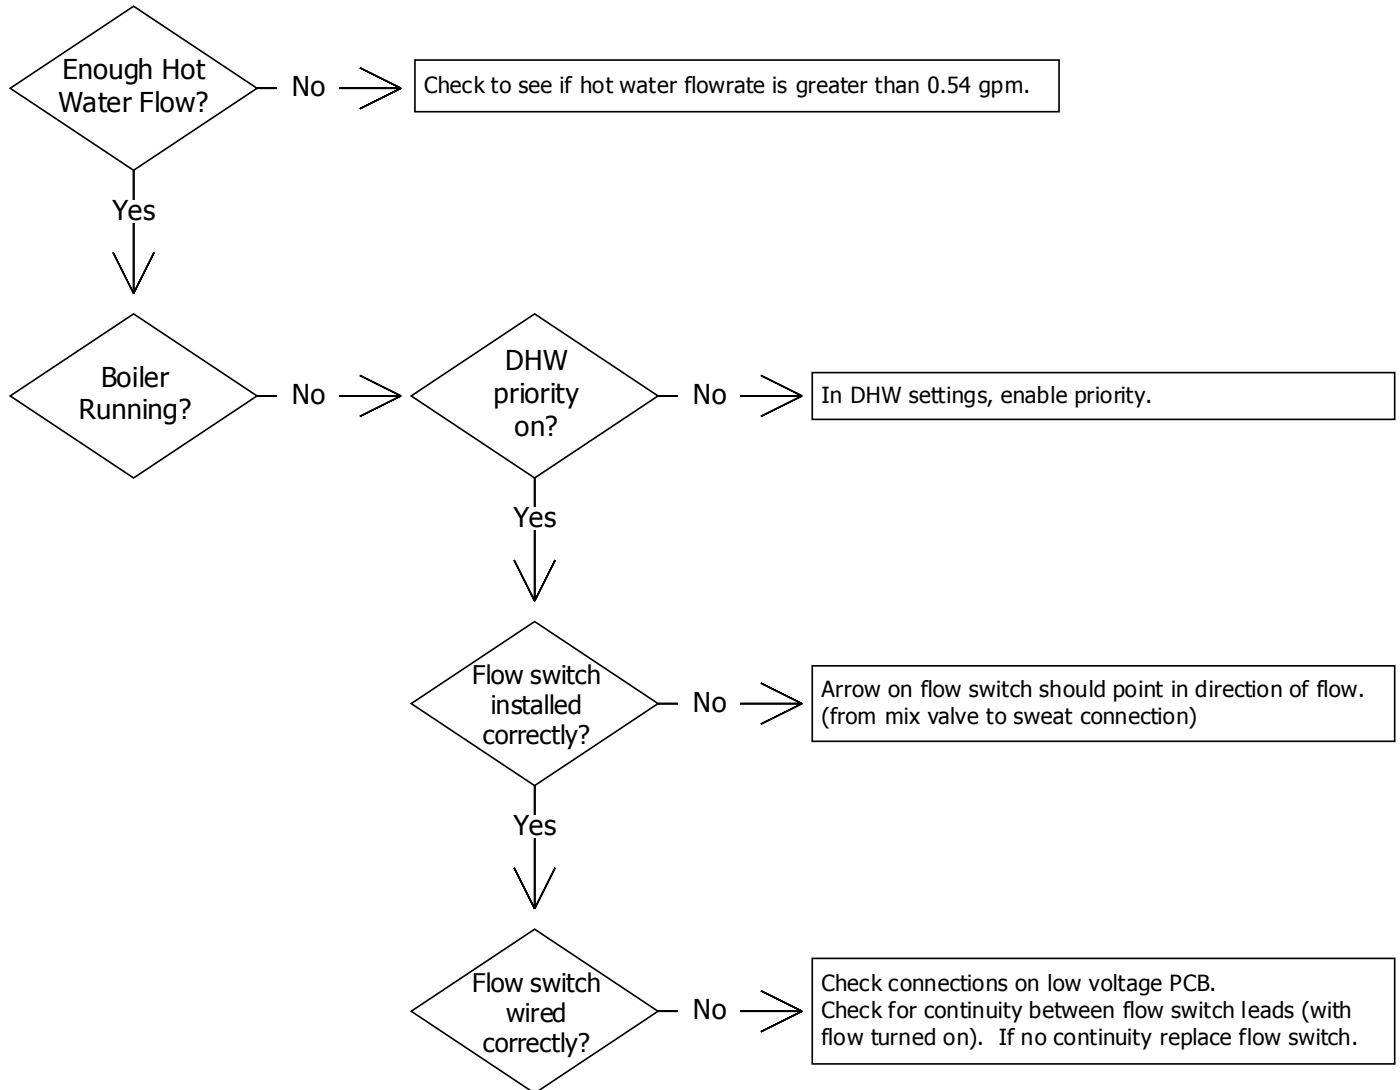 Enough Hot
Water Flow?
No
Check to see if hot water flowrate is greater than 0.54 gpm.
Yes
Boiler
Running?
No
DHW
priority
on?
No
In DHW settings, enable priority.
Yes
Flow switch
installed
correctly?
No
Arrow on flow switch should point in direction of flow.
(from mix valve to sweat connection)
Yes
Flow switch
wired
correctly?
No
Check connections on low voltage PCB.
Check for continuity between flow switch leads (with
flow turned on).  If no continuity replace flow switch.